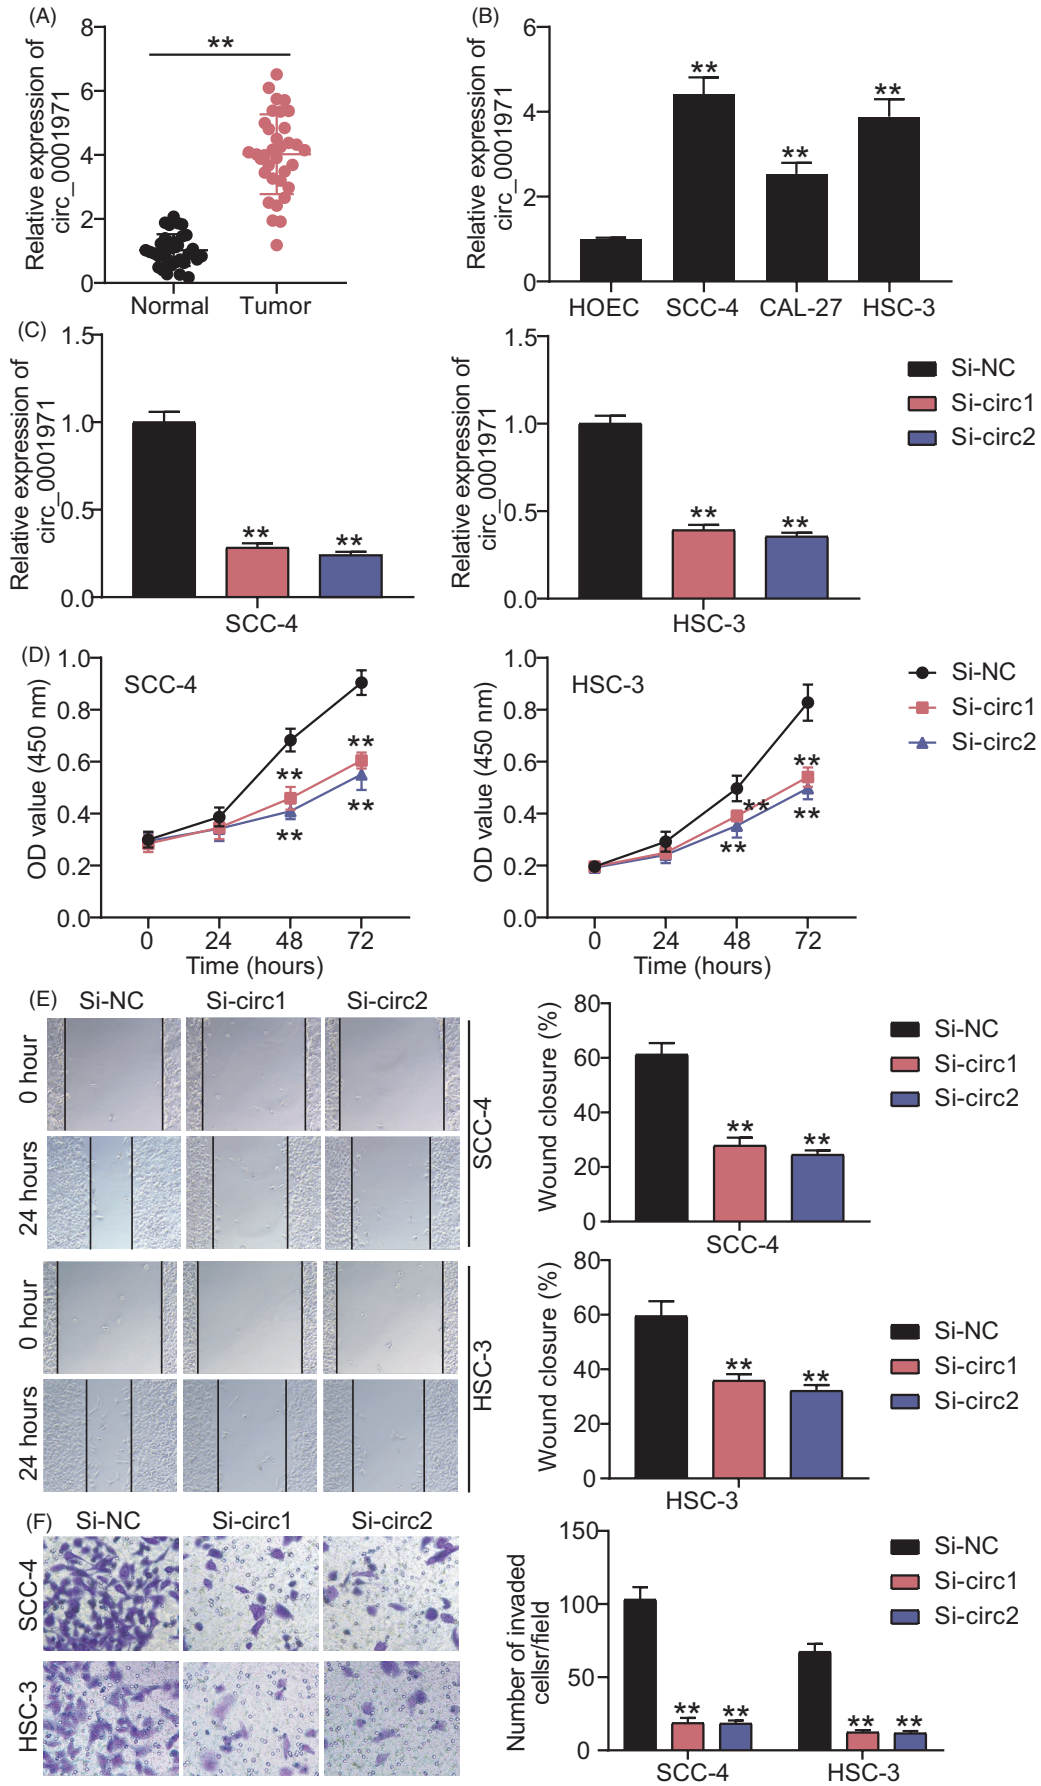 (A)
Relative expression of
circ_0001971
8
6
4
2
0
**
Normal Tumor
(B)
Relative expression of
circ_0001971
6
4
2
0
** ** **
HOEC SCC-4 CAL-27 HSC-3
(C)
Relative expression of
circ_0001971
1.5
1.0
0.5
0.0
** **
SCC-4
Relative expression of
circ_0001971
1.5
1.0
0.5
0.0
** **
HSC-3
Si-NC
Si-circ1
Si-circ2
(D)
OD value (450 nm)
1.0
0.8
0.6
0.4
0.2
0.0
SCC-4
** **
** **
0 24 48 72
Time (hours)
OD value (450 nm)
1.0
0.8
0.6
0.4
0.2
0.0
HSC-3
** **
** **
0 24 48 72
Time (hours)
Si-NC
Si-circ1
Si-circ2
(E)
Si-NC Si-circ1 Si-circ2
0 hour
24 hours
SCC-4
0 hour
24 hours
HSC-3
Wound closure (%)
80
60
40
20
0
** **
SCC-4
Si-NC
Si-circ1
Si-circ2
Wound closure (%)
80
60
40
20
0
** **
HSC-3
Si-NC
Si-circ1
Si-circ2
(F)
Si-NC Si-circ1 Si-circ2
SCC-4
HSC-3
Number of invaded
cellsr/field
150
100
50
0
** ** ** **
SCC-4 HSC-3
Si-NC
Si-circ1
Si-circ2